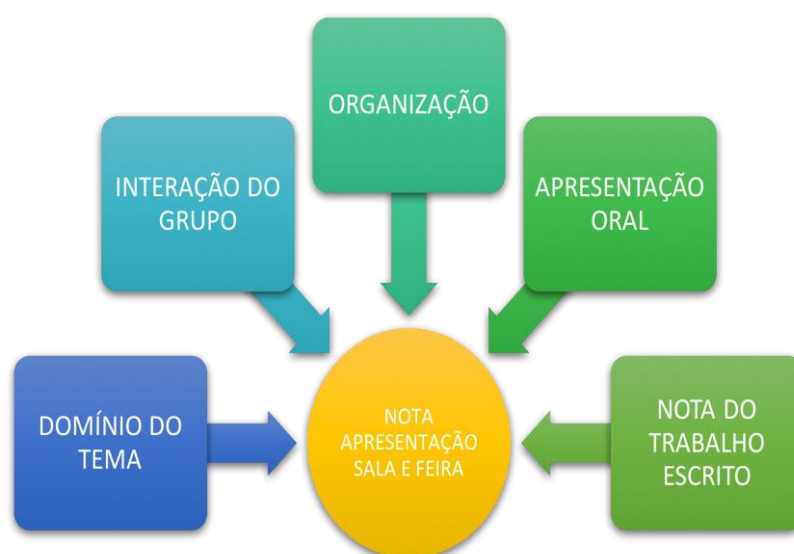 ORGANIZAÇÃO
INTERAÇÃO DO
GRUPO
APRESENTAÇÃO
ORAL
DOMÍNIO DO
TEMA
NOTA
APRESENTAÇÃO
SALA E FEIRA
NOTA DO
TRABALHO
ESCRITO